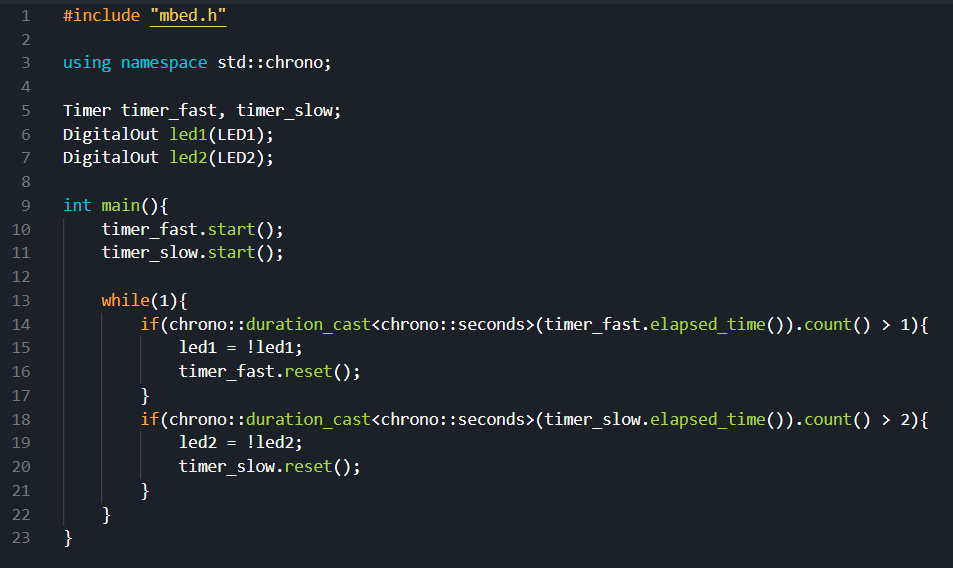 1 #include "mbed.h"
2
3 using namespace std::chrono;
4
5 Timer timer_fast, timer_slow;
6 DigitalOut led1(LED1);
7 DigitalOut led2(LED2);
8
9 int main(){
10     timer_fast.start();
11     timer_slow.start();
12
13     while(1){
14         if(chrono::duration_cast<chrono::seconds>(timer_fast.elapsed_time()).count() > 1){
15             led1 = !led1;
16             timer_fast.reset();
17         }
18         if(chrono::duration_cast<chrono::seconds>(timer_slow.elapsed_time()).count() > 2){
19             led2 = !led2;
20             timer_slow.reset();
21         }
22     }
23 }